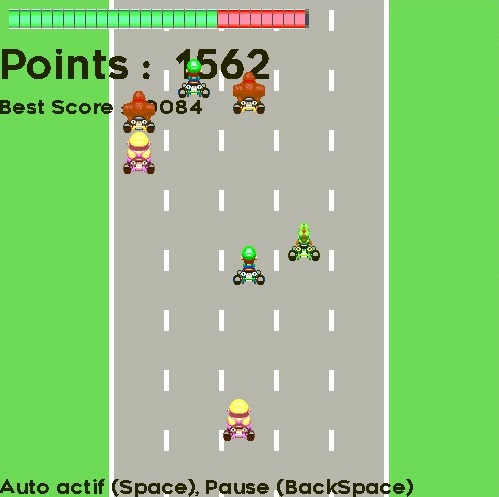 Points : 1562
Best Score :
Auto actif (Space), Pause (BackSpace)